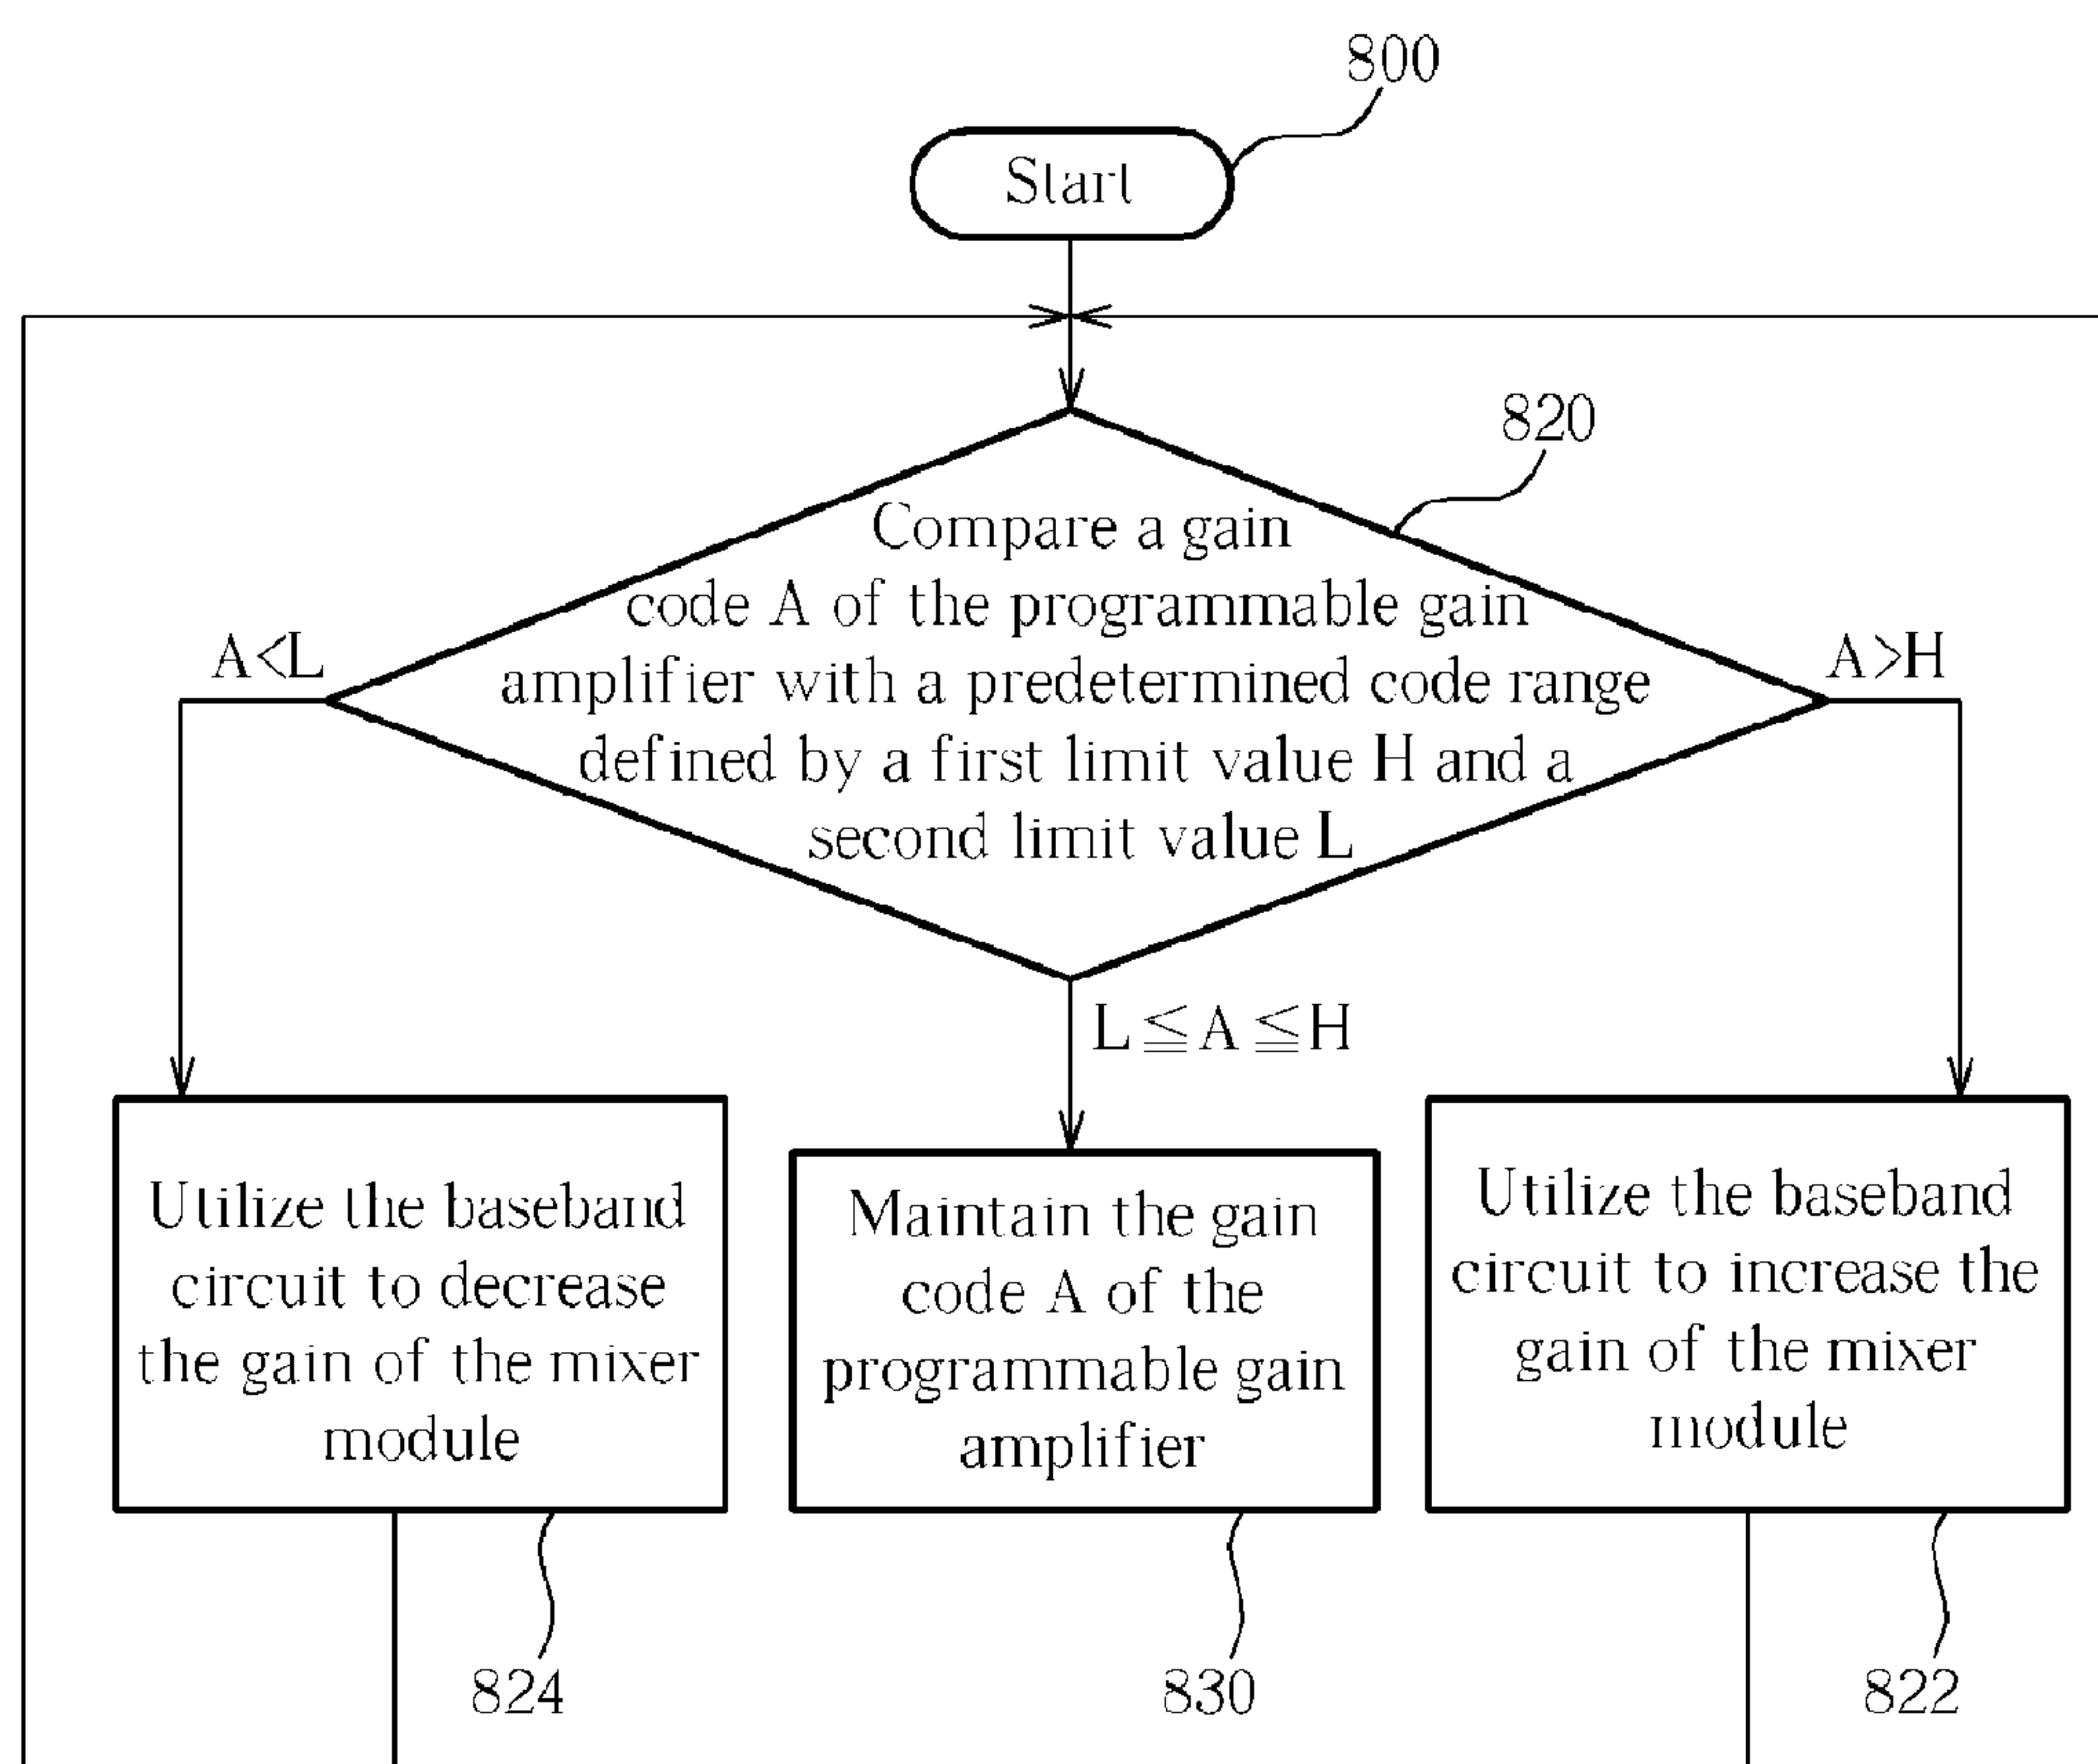 800
Start
820
Compare a gain
code A of the programmable gain
amplifier with a predetermined code range
defined by a first limit value H and a
second limit value L
A<L
A>H
L≦A≦H
Utilize the baseband
circuit to decrease
the gain of the mixer
module
Maintain the gain
code A of the
programmable gain
amplifier
Utilize the baseband
circuit to increase the
gain of the mixer
module
824
830
822